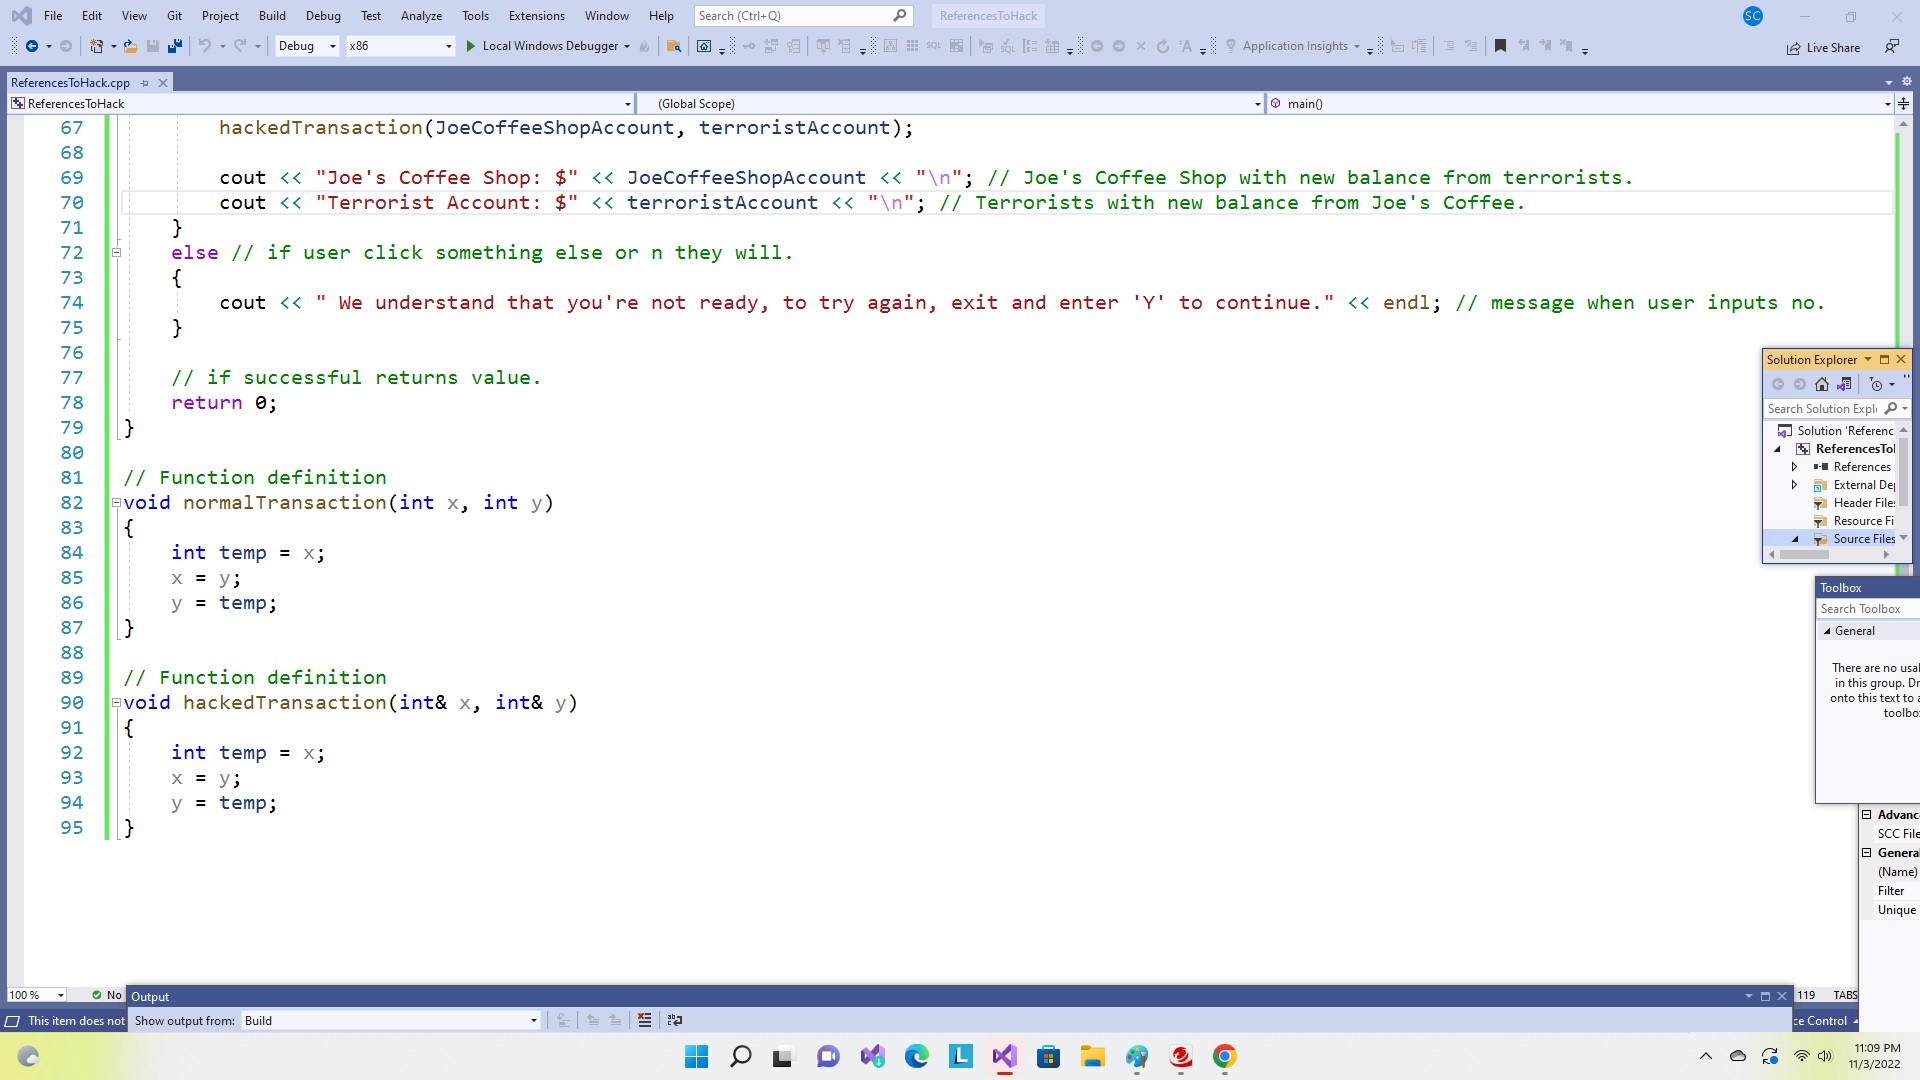 File Edit View Git Project Build Debug Test Analyze Tools Extensions Window Help Search (Ctrl+Q) ReferencesToHack SC
Debug x86 Local Windows Debugger Application Insights Live Share
ReferencesToHack.cpp
ReferencesToHack (Global Scope) main()
67 hackedTransaction(JoeCoffeeShopAccount, terroristAccount);
68
69 cout << "Joe's Coffee Shop: $" << JoeCoffeeShopAccount << "\n"; // Joe's Coffee Shop with new balance from terrorists.
70 cout << "Terrorist Account: $" << terroristAccount << "\n"; // Terrorists with new balance from Joe's Coffee.
71 }
72 else // if user click something else or n they will.
73 {
74 cout << " We understand that you're not ready, to try again, exit and enter 'Y' to continue." << endl; // message when user inputs no.
75 }
76
77 // if successful returns value.
78 return 0;
79 }
80
81 // Function definition
82 void normalTransaction(int x, int y)
83 {
84 int temp = x;
85 x = y;
86 y = temp;
87 }
88
89 // Function definition
90 void hackedTransaction(int& x, int& y)
91 {
92 int temp = x;
93 x = y;
94 y = temp;
95 }
Solution Explorer
Search Solution Expl
Solution 'Referenc
ReferencesTo
References
External De
Header File
Resource Fi
Source Files
Toolbox
Search Toolbox
General
There are no usa
in this group. Dr
onto this text to a
toolbo
Advanc
SCC File
General
(Name)
Filter
Unique
100 % No Output 119 TABS
This item does not Show output from: Build ce Control
11:09 PM
11/3/2022